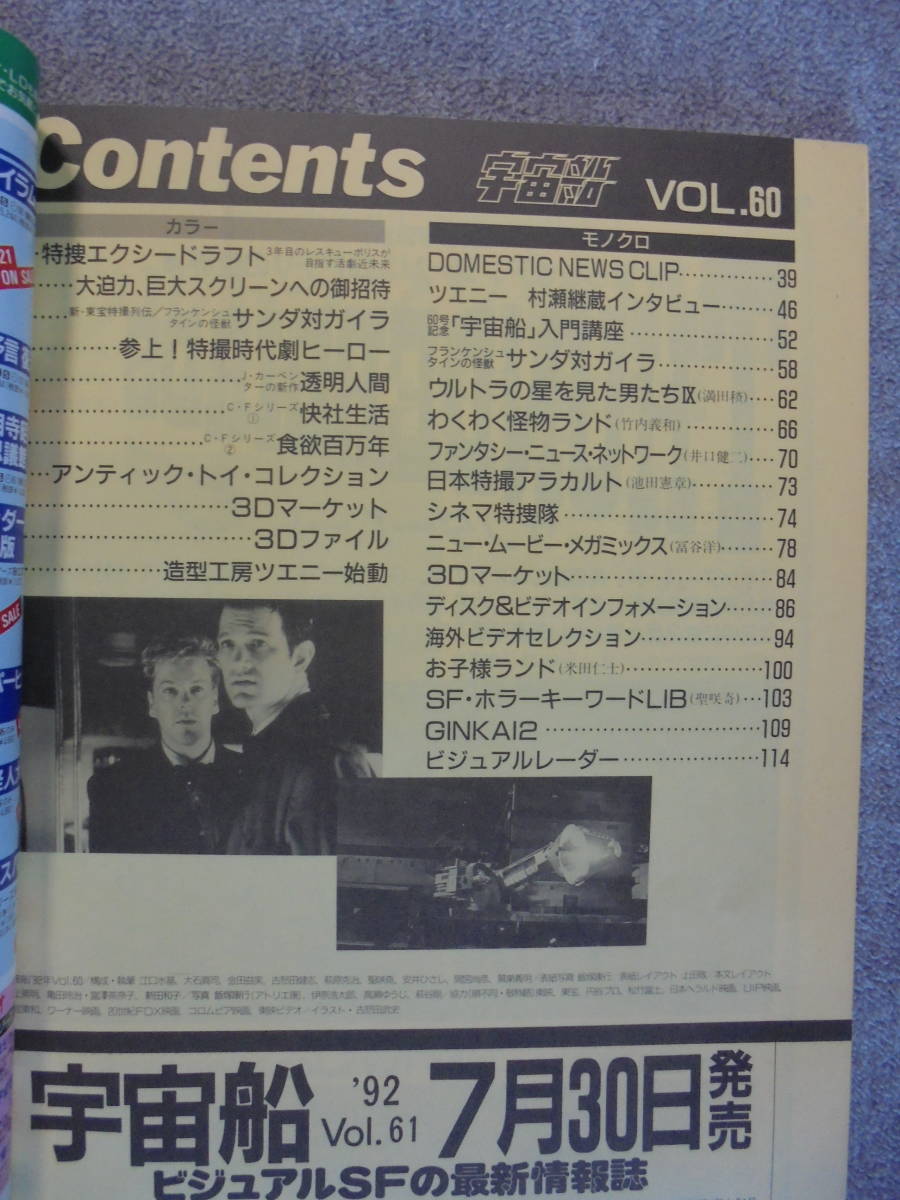 Contents 宇宙船 VOL.60
カラー
特捜エクシードラフト 3年目のレスキューポリスが目指す活劇近未来
大迫力、巨大スクリーンへの御招待
新・東宝特撮列伝/フランケンシュタインの怪獣 サンダ対ガイラ
参上!特撮時代劇ヒーロー
J・カーペンターの新作 透明人間
C・Fシリーズ① 快社生活
C・Fシリーズ② 食欲百万年
アンティック・トイ・コレクション
3Dマーケット
3Dファイル
造型工房ツエニー始動
モノクロ
DOMESTIC NEWS CLIP 39
ツエニー 村瀬継蔵インタビュー 46
60号記念「宇宙船」入門講座 52
フランケンシュタインの怪獣 サンダ対ガイラ 58
ウルトラの星を見た男たちⅨ(満田䅈) 62
わくわく怪物ランド(竹内義和) 66
ファンタジー・ニュース・ネットワーク(井口健二) 70
日本特撮アラカルト(池田憲章) 73
シネマ特捜隊 74
ニュー・ムービー・メガミックス(冨谷洋) 78
3Dマーケット 84
ディスク&ビデオインフォメーション 86
海外ビデオセレクション 94
お子様ランド(米田仁士) 100
SF・ホラーキーワードLIB(聖咲奇) 103
GINKAI2 109
ビジュアルレーダー 114
宇宙船 '92 Vol.61 7月30日発売
ビジュアルSFの最新情報誌